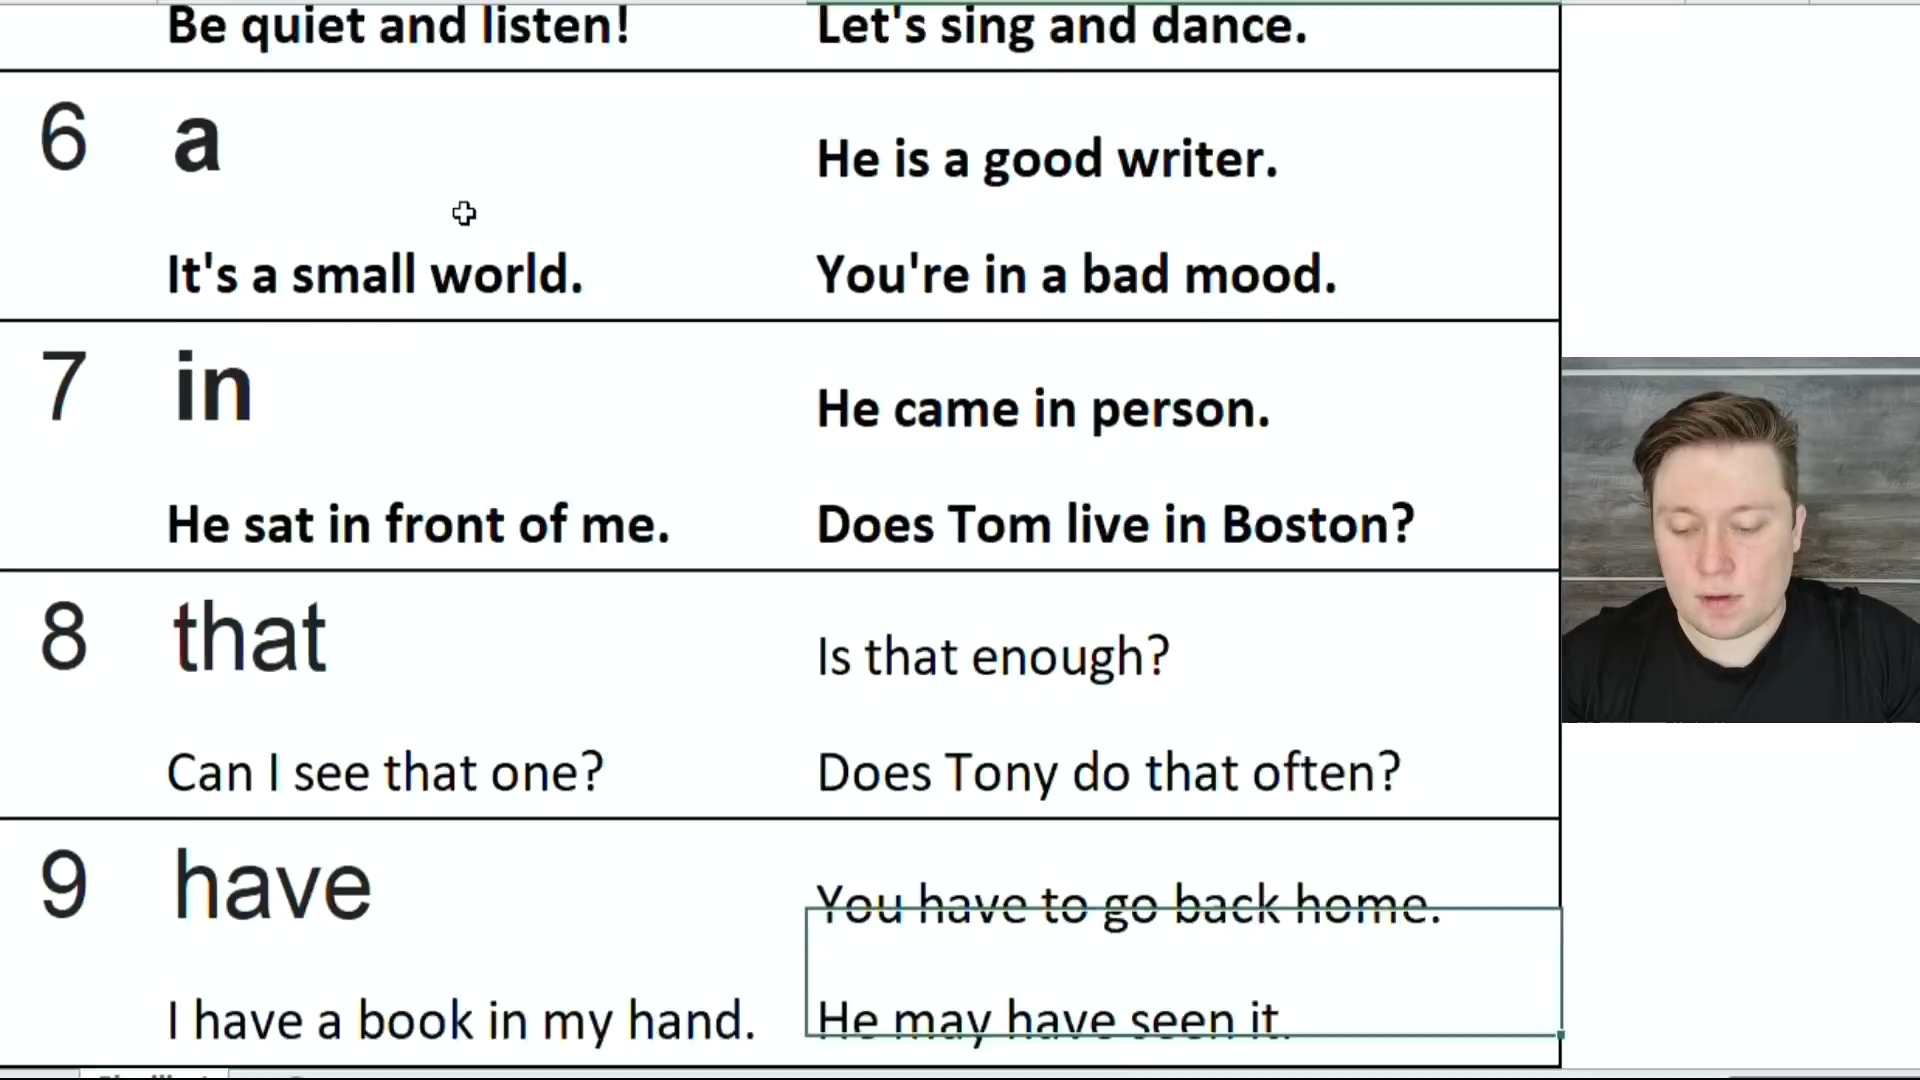 Be quiet and listen! Let's sing and dance.
6 a He is a good writer.
It's a small world. You're in a bad mood.
7 in He came in person.
He sat in front of me. Does Tom live in Boston?
8 that Is that enough?
Can I see that one? Does Tony do that often?
9 have You have to go back home.
I have a book in my hand. He may have seen it.